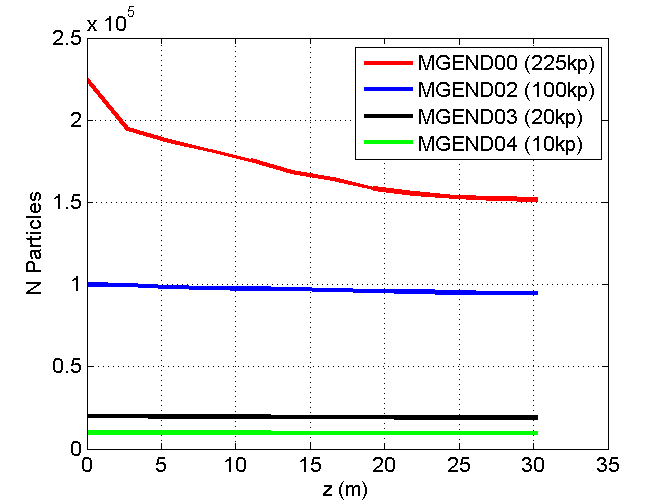 x 10^5
2.5
2
1.5
1
0.5
0
N Particles
MGEND00 (225kp)
MGEND02 (100kp)
MGEND03 (20kp)
MGEND04 (10kp)
0 5 10 15 20 25 30 35
z (m)